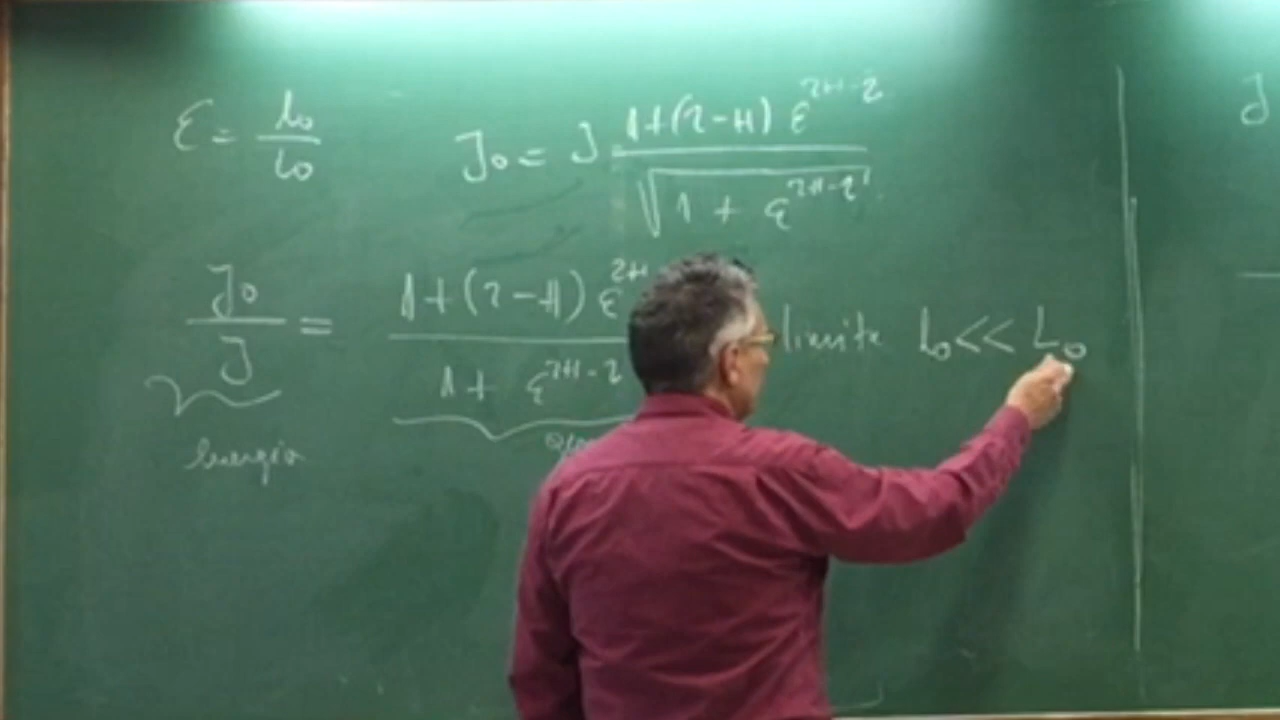 ε = l₀/L₀
J₀ = J (1+(2-H) ε^(2H-2)) / √(1 + ε^(2H-2))
J₀/J = (1+(2-H) ε^(2H / (1 + ε^(2H-2
limite l₀ << L₀
J
energia